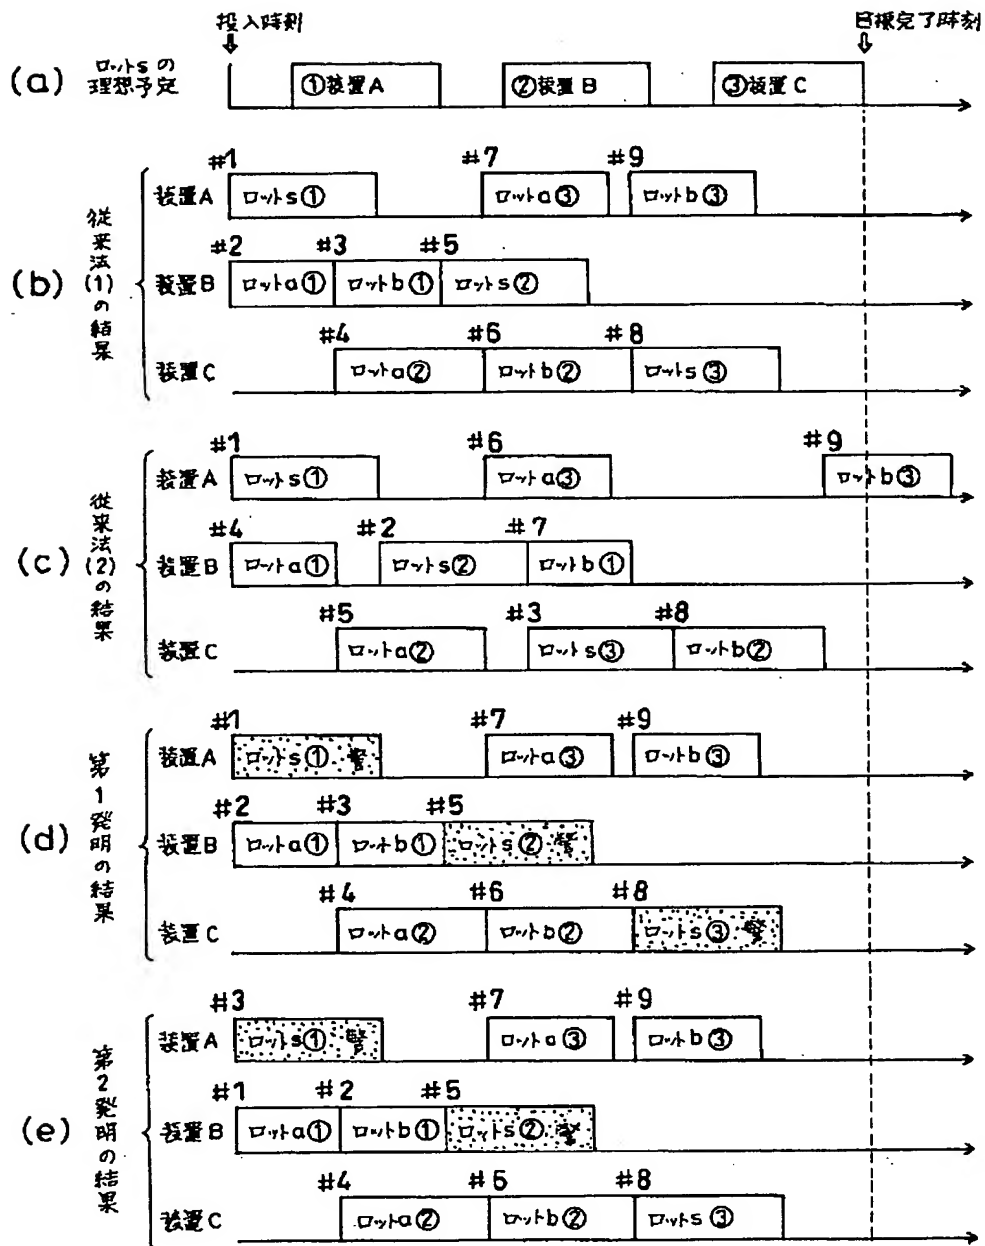 投入時刻 目標完了時刻
(a) ロットsの
理想予定
①装置A ②装置B ③装置C
(b) 従来法(1)の結果
#1 #7 #9
装置A ロットs① ロットa③ ロットb③
#2 #3 #5
装置B ロットa① ロットb① ロットs②
#4 #6 #8
装置C ロットa② ロットb② ロットs③
(c) 従来法(2)の結果
#1 #6 #9
装置A ロットs① ロットa③ ロットb③
#4 #2 #7
装置B ロットa① ロットs② ロットb①
#5 #3 #8
装置C ロットa② ロットs③ ロットb②
(d) 第1発明の結果
#1 #7 #9
装置A ロットs① 警 ロットa③ ロットb③
#2 #3 #5
装置B ロットa① ロットb① ロットs② 警
#4 #6 #8
装置C ロットa② ロットb② ロットs③ 警
(e) 第2発明の結果
#3 #7 #9
装置A ロットs① 警 ロットa③ ロットb③
#1 #2 #5
装置B ロットa① ロットb① ロットs② 警
#4 #6 #8
装置C ロットa② ロットb② ロットs③